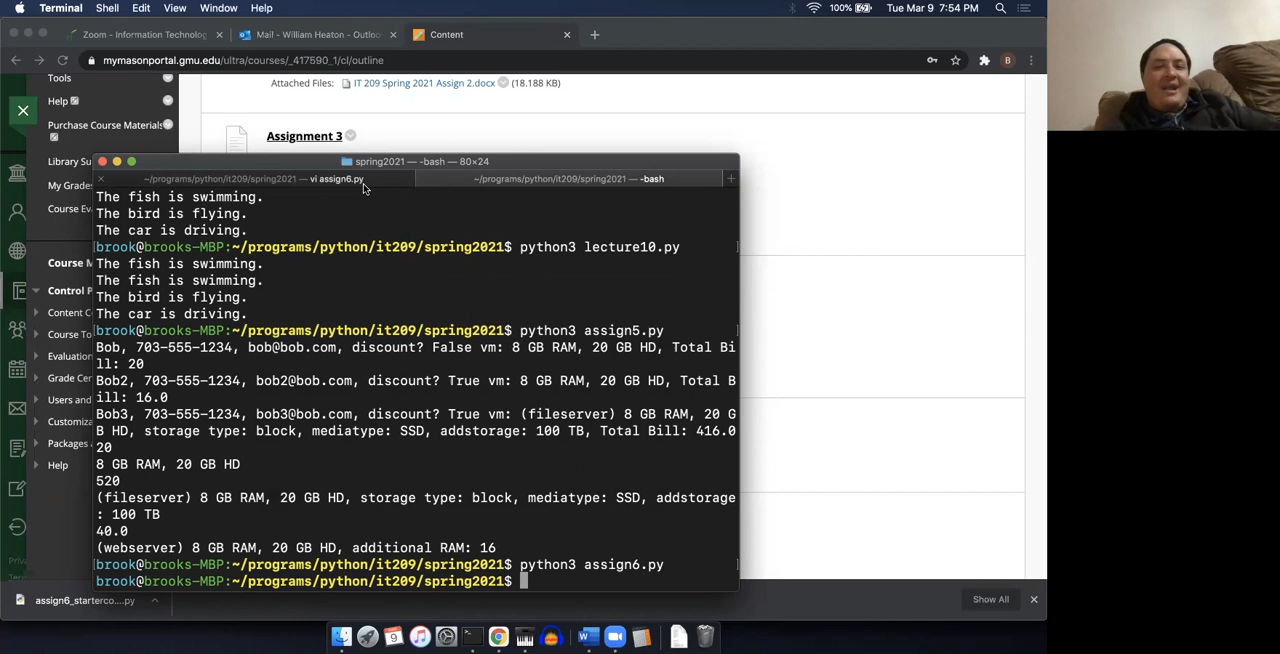 Terminal Shell Edit View Window Help
100% Tue Mar 9 7:54 PM
Zoom - Information Technolog
Mail - William Heaton - Outloo
Content
mymasonportal.gmu.edu/ultra/courses/_417590_1/cl/outline
B
Tools
Help
Purchase Course Materials
Library Su
My Grades
Course Eva
Course M
Control P
Content Co
Course To
Evaluation
Grade Cen
Users and
Customiza
Packages a
Help
Attached Files: IT 209 Spring 2021 Assign 2.docx (18.188 KB)
Assignment 3
spring2021 — -bash — 80×24
~/programs/python/it209/spring2021 — vi assign6.py
~/programs/python/it209/spring2021 — -bash
The fish is swimming.
The bird is flying.
The car is driving.
brook@brooks-MBP:~/programs/python/it209/spring2021$ python3 lecture10.py
The fish is swimming.
The fish is swimming.
The bird is flying.
The car is driving.
brook@brooks-MBP:~/programs/python/it209/spring2021$ python3 assign5.py
Bob, 703-555-1234, bob@bob.com, discount? False vm: 8 GB RAM, 20 GB HD, Total Bi
ll: 20
Bob2, 703-555-1234, bob2@bob.com, discount? True vm: 8 GB RAM, 20 GB HD, Total B
ill: 16.0
Bob3, 703-555-1234, bob3@bob.com, discount? True vm: (fileserver) 8 GB RAM, 20 G
B HD, storage type: block, mediatype: SSD, addstorage: 100 TB, Total Bill: 416.0
20
8 GB RAM, 20 GB HD
520
(fileserver) 8 GB RAM, 20 GB HD, storage type: block, mediatype: SSD, addstorage
: 100 TB
40.0
(webserver) 8 GB RAM, 20 GB HD, additional RAM: 16
brook@brooks-MBP:~/programs/python/it209/spring2021$ python3 assign6.py
brook@brooks-MBP:~/programs/python/it209/spring2021$
assign6_starterco....py
Show All